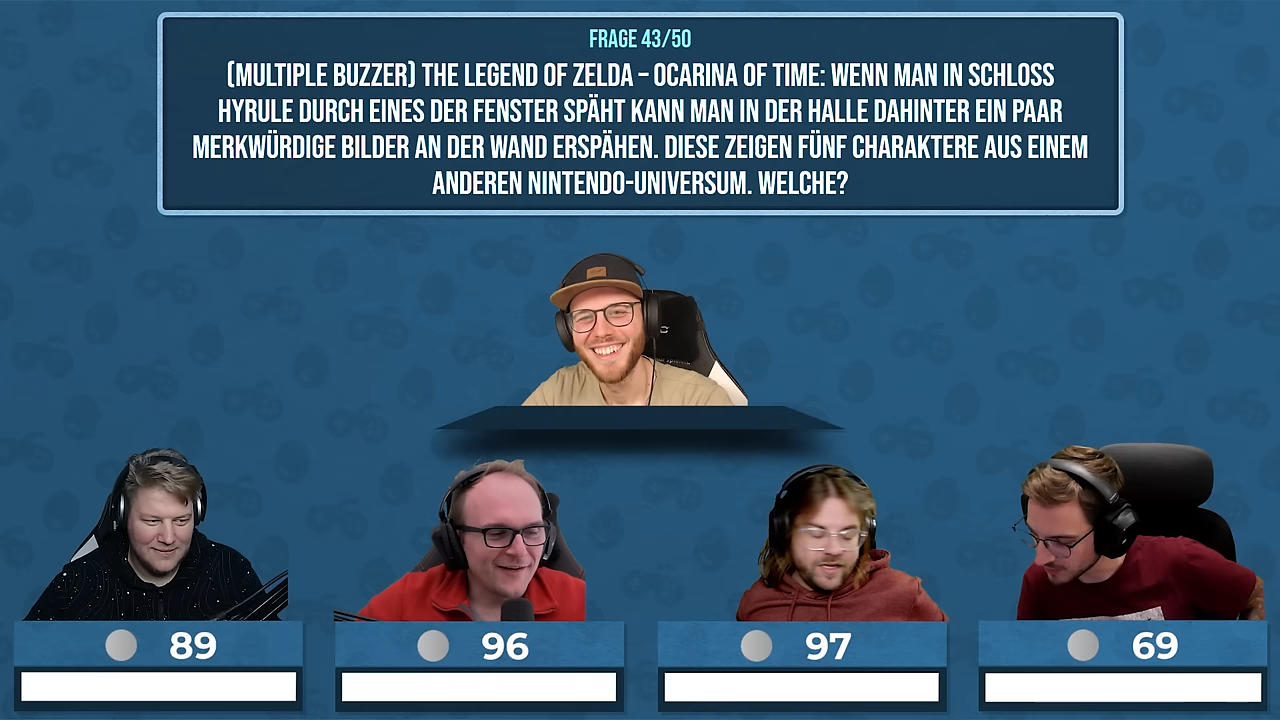 FRAGE 43/50
(MULTIPLE BUZZER) THE LEGEND OF ZELDA – OCARINA OF TIME: WENN MAN IN SCHLOSS
HYRULE DURCH EINES DER FENSTER SPÄHT KANN MAN IN DER HALLE DAHINTER EIN PAAR
MERKWÜRDIGE BILDER AN DER WAND ERSPÄHEN. DIESE ZEIGEN FÜNF CHARAKTERE AUS EINEM
ANDEREN NINTENDO-UNIVERSUM. WELCHE?
89
96
97
69